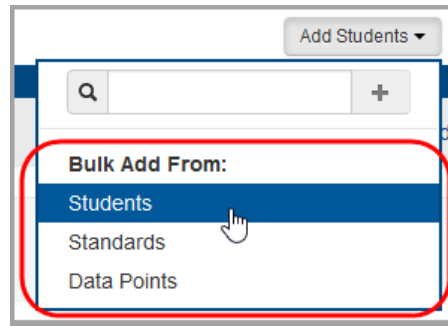 Add Students
Bulk Add From:
Students
Standards
Data Points